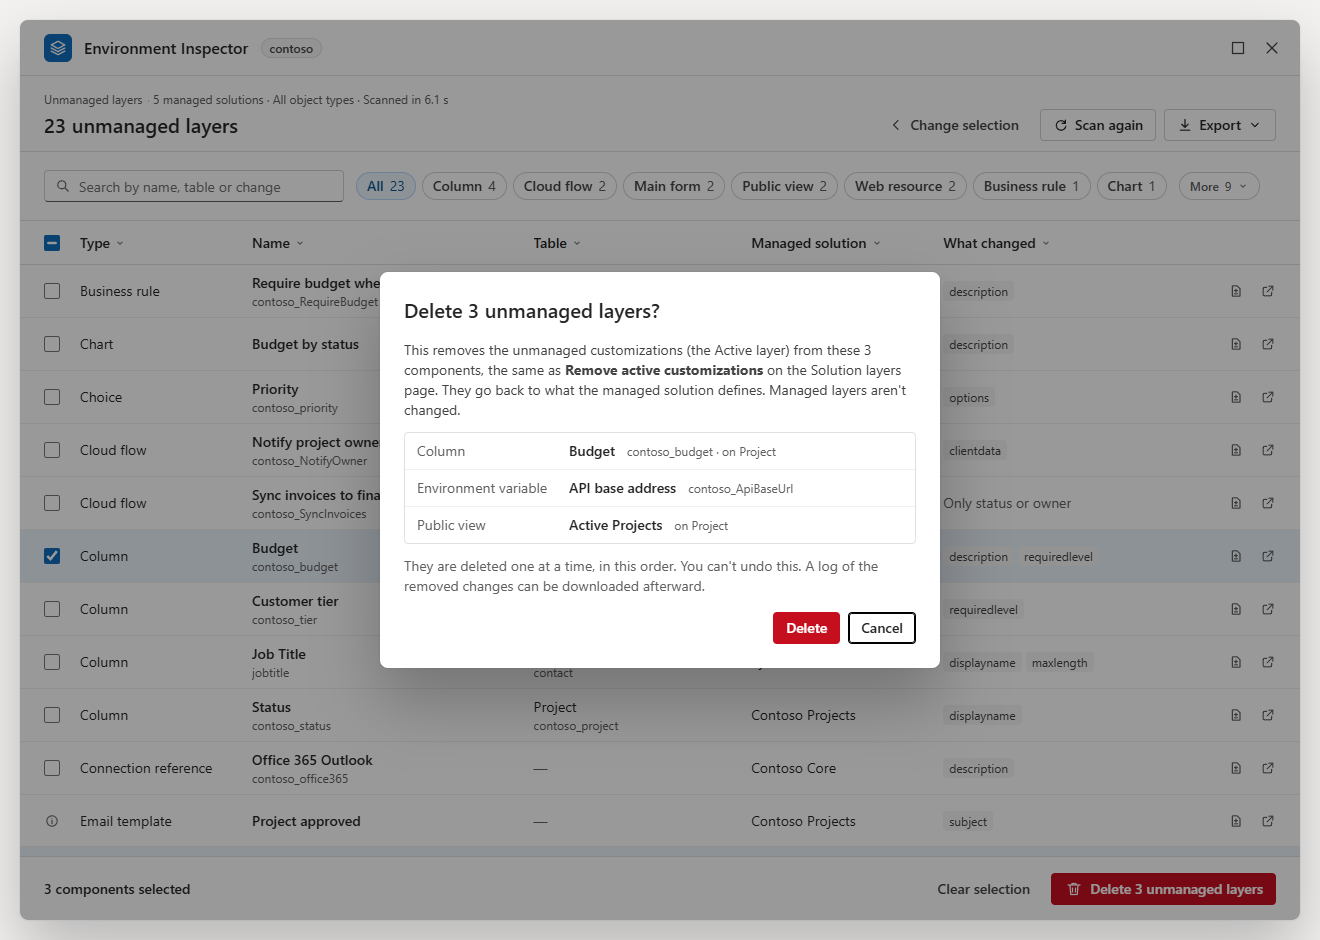 Environment Inspector contoso
Unmanaged layers · 5 managed solutions · All object types · Scanned in 6.1 s
23 unmanaged layers
Change selection
Scan again
Export
Search by name, table or change
All 23
Column 4
Cloud flow 2
Main form 2
Public view 2
Web resource 2
Business rule 1
Chart 1
More 9
Type Name Table Managed solution What changed
Business rule Require budget whe description
contoso_RequireBudget
Chart Budget by status description
Choice Priority options
contoso_priority
Cloud flow Notify project owne clientdata
contoso_NotifyOwner
Cloud flow Sync invoices to fina Only status or owner
contoso_SyncInvoices
Column Budget description requiredlevel
contoso_budget
Column Customer tier requiredlevel
contoso_tier
Column Job Title displayname maxlength
jobtitle contact
Column Status Project Contoso Projects displayname
contoso_status contoso_project
Connection reference Office 365 Outlook — Contoso Core description
contoso_office365
Email template Project approved — Contoso Projects subject
Delete 3 unmanaged layers?
This removes the unmanaged customizations (the Active layer) from these 3
components, the same as Remove active customizations on the Solution layers
page. They go back to what the managed solution defines. Managed layers aren't
changed.
Column Budget contoso_budget · on Project
Environment variable API base address contoso_ApiBaseUrl
Public view Active Projects on Project
They are deleted one at a time, in this order. You can't undo this. A log of the
removed changes can be downloaded afterward.
Delete Cancel
3 components selected
Clear selection
Delete 3 unmanaged layers